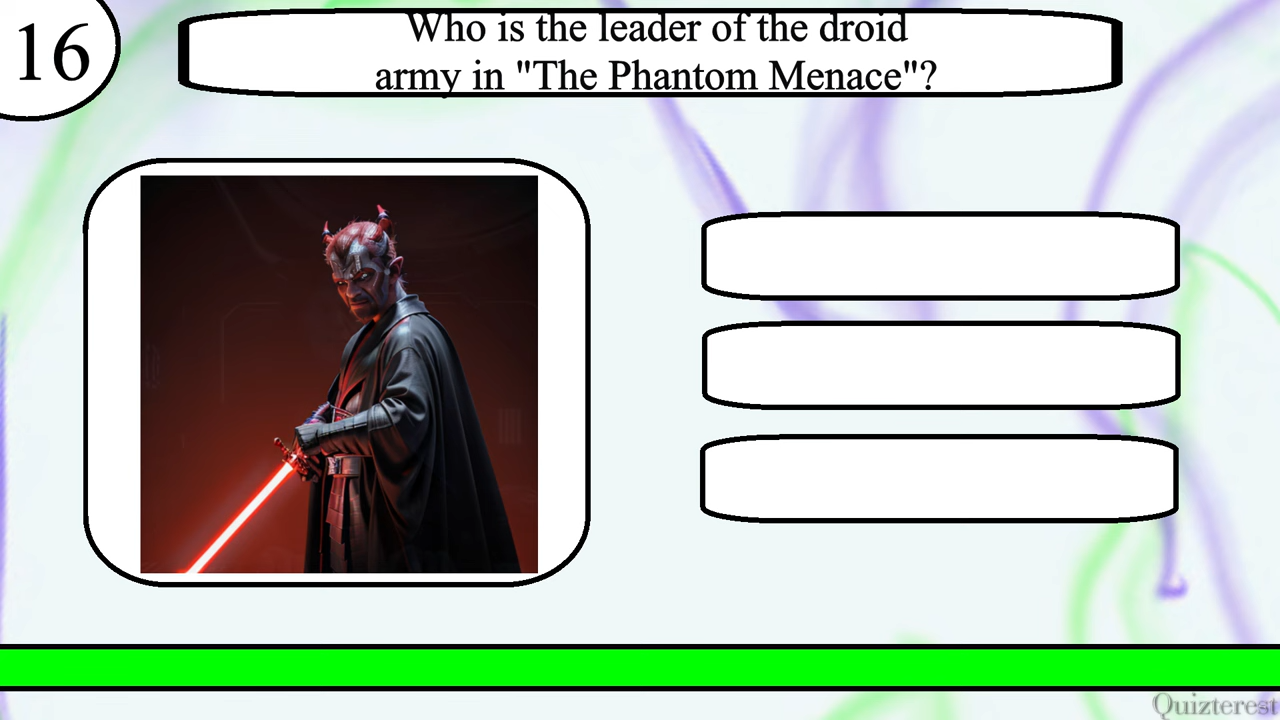 16
Who is the leader of the droid
army in "The Phantom Menace"?
Quizterest